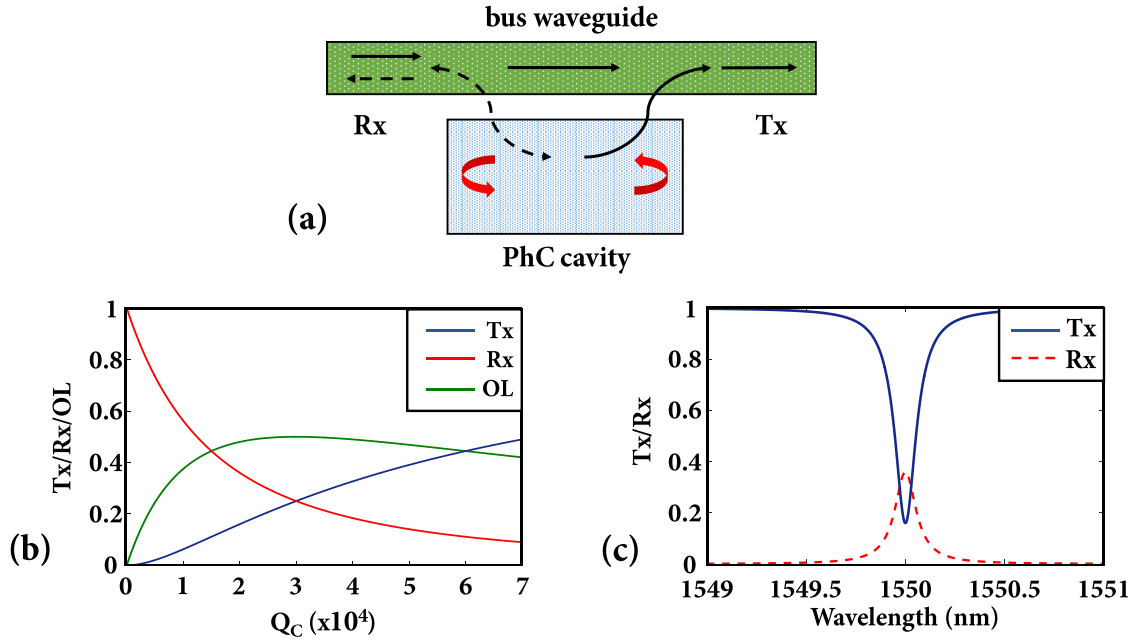 bus waveguide
Rx
Tx
(a)
PhC cavity
1
0.8
0.6
0.4
0.2
0
Tx/Rx/OL
Tx
Rx
OL
0 1 2 3 4 5 6 7
Q_C (x10⁴)
(b)
1
0.8
0.6
0.4
0.2
0
Tx/Rx
Tx
Rx
1549 1549.5 1550 1550.5 1551
Wavelength (nm)
(c)